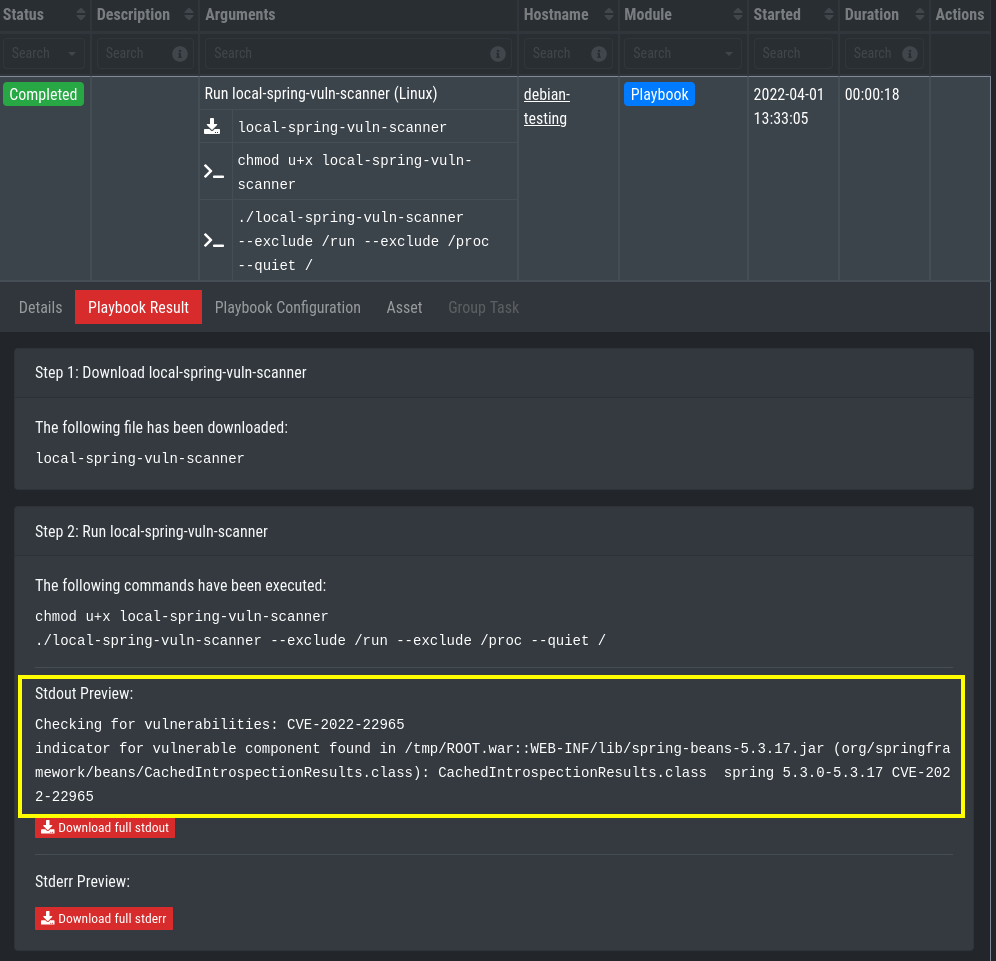 Status Description Arguments Hostname Module Started Duration Actions
Search Search Search Search Search Search Search
Completed Run local-spring-vuln-scanner (Linux) debian- Playbook 2022-04-01 00:00:18
testing 13:33:05
local-spring-vuln-scanner
chmod u+x local-spring-vuln-
scanner
./local-spring-vuln-scanner
--exclude /run --exclude /proc
--quiet /
Details Playbook Result Playbook Configuration Asset Group Task
Step 1: Download local-spring-vuln-scanner
The following file has been downloaded:
local-spring-vuln-scanner
Step 2: Run local-spring-vuln-scanner
The following commands have been executed:
chmod u+x local-spring-vuln-scanner
./local-spring-vuln-scanner --exclude /run --exclude /proc --quiet /
Stdout Preview:
Checking for vulnerabilities: CVE-2022-22965
indicator for vulnerable component found in /tmp/ROOT.war::WEB-INF/lib/spring-beans-5.3.17.jar (org/springfra
mework/beans/CachedIntrospectionResults.class): CachedIntrospectionResults.class  spring 5.3.0-5.3.17 CVE-202
2-22965
Download full stdout
Stderr Preview:
Download full stderr